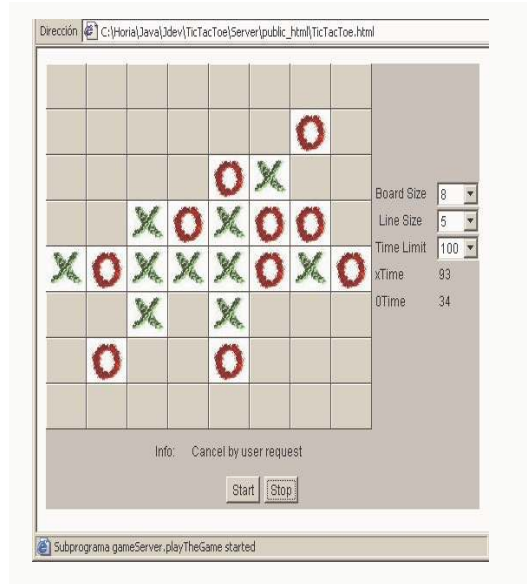 Dirección C:\Horia\Java\Jdev\TicTacToe\Server\public_html\TicTacToe.html
Board Size 8
Line Size 5
Time Limit 100
xTime 93
0Time 34
Info: Cancel by user request
Start Stop
Subprograma gameServer.playTheGame started